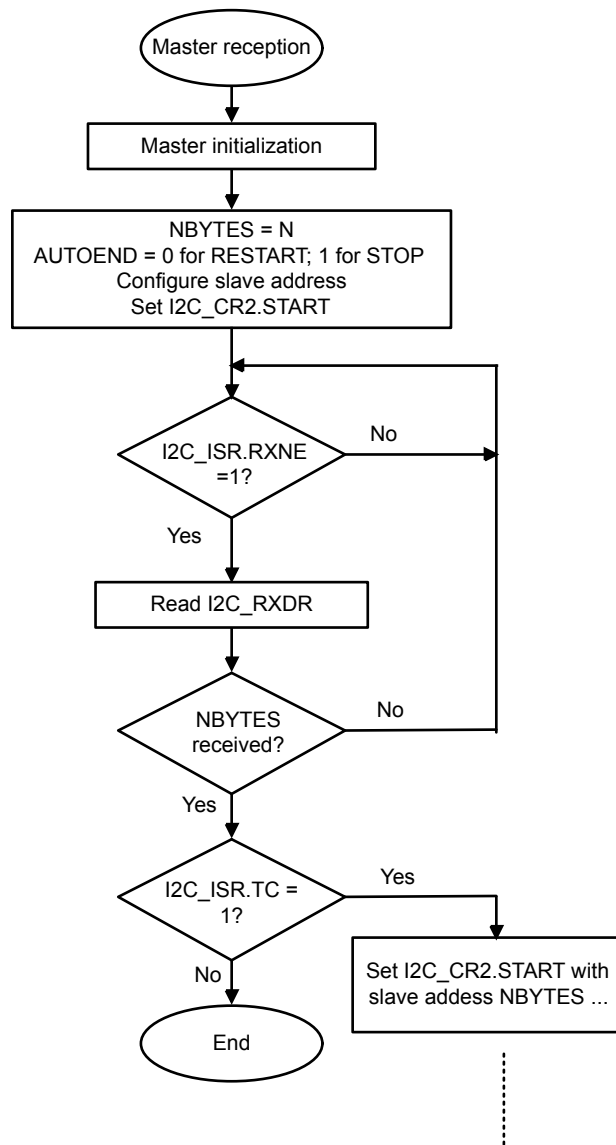 Master reception
Master initialization
NBYTES = N
AUTOEND = 0 for RESTART; 1 for STOP
Configure slave address
Set I2C_CR2.START
I2C_ISR.RXNE
=1?
No
Yes
Read I2C_RXDR
NBYTES
received?
No
Yes
I2C_ISR.TC =
1?
Yes
No
Set I2C_CR2.START with
slave addess NBYTES ...
End